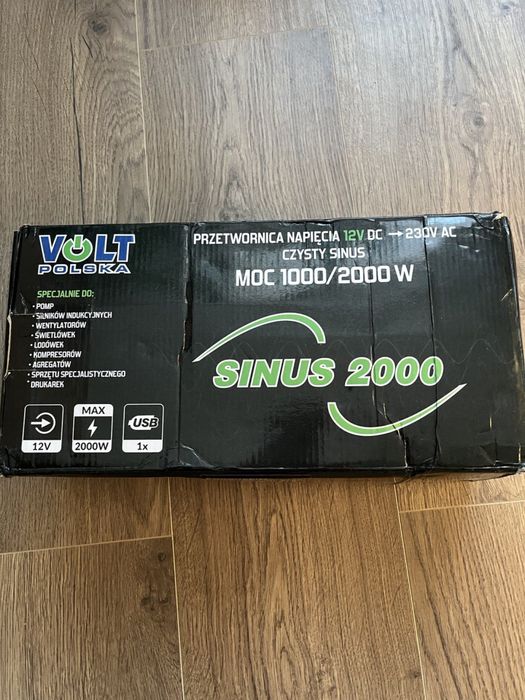 VOLT
POLSKA
PRZETWORNICA NAPIĘCIA 12V DC → 230V AC
CZYSTY SINUS
MOC 1000/2000 W
SPECJALNIE DO:
• POMP
• SILNIKÓW INDUKCYJNYCH
• WENTYLATORÓW
• ŚWIETLÓWEK
• LODÓWEK
• KOMPRESORÓW
• AGREGATÓW
• SPRZĘTU SPECJALISTYCZNEGO
• DRUKAREK
SINUS 2000
12V
MAX
2000W
USB
1x